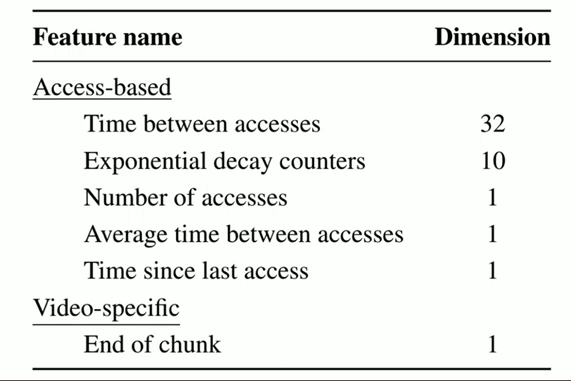 Feature name Dimension
Access-based
Time between accesses 32
Exponential decay counters 10
Number of accesses 1
Average time between accesses 1
Time since last access 1
Video-specific
End of chunk 1